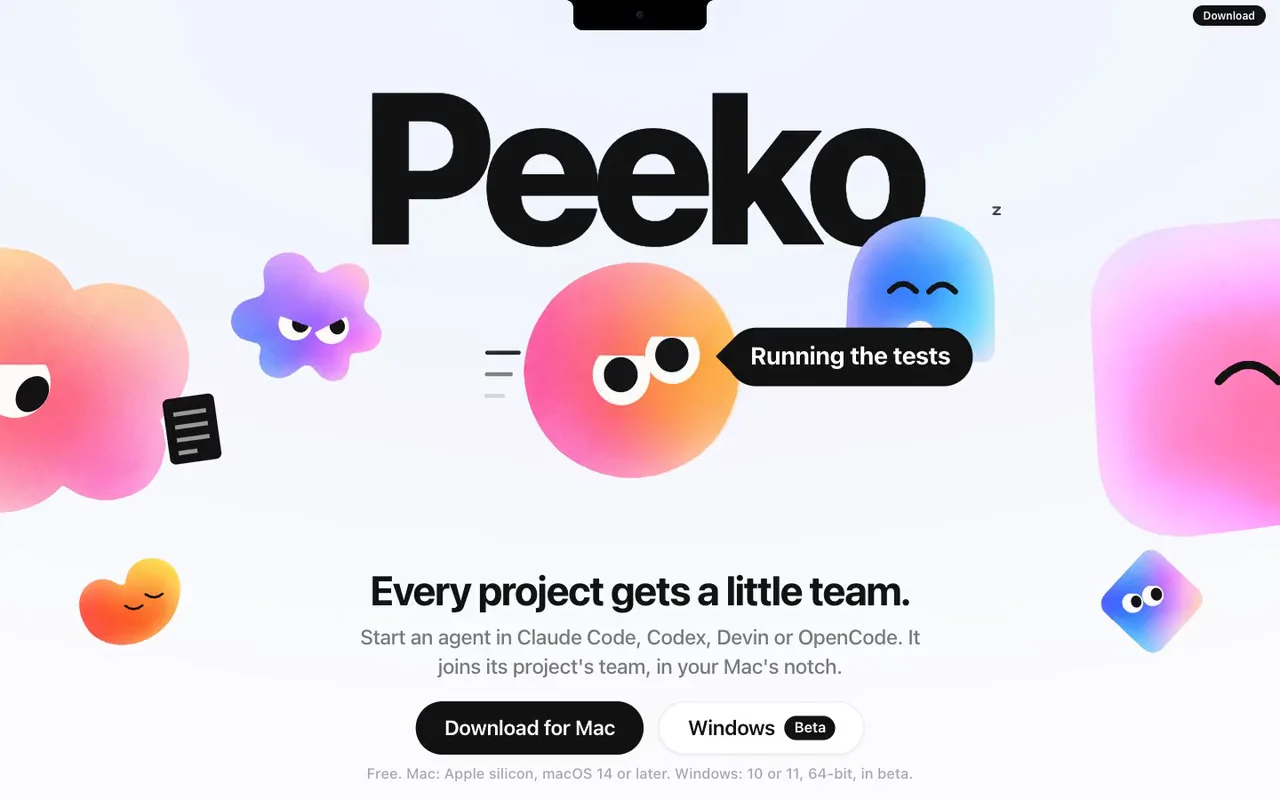 Download
Peeko
z
Running the tests
Every project gets a little team.
Start an agent in Claude Code, Codex, Devin or OpenCode. It
joins its project's team, in your Mac's notch.
Download for Mac
Windows Beta
Free. Mac: Apple silicon, macOS 14 or later. Windows: 10 or 11, 64-bit, in beta.